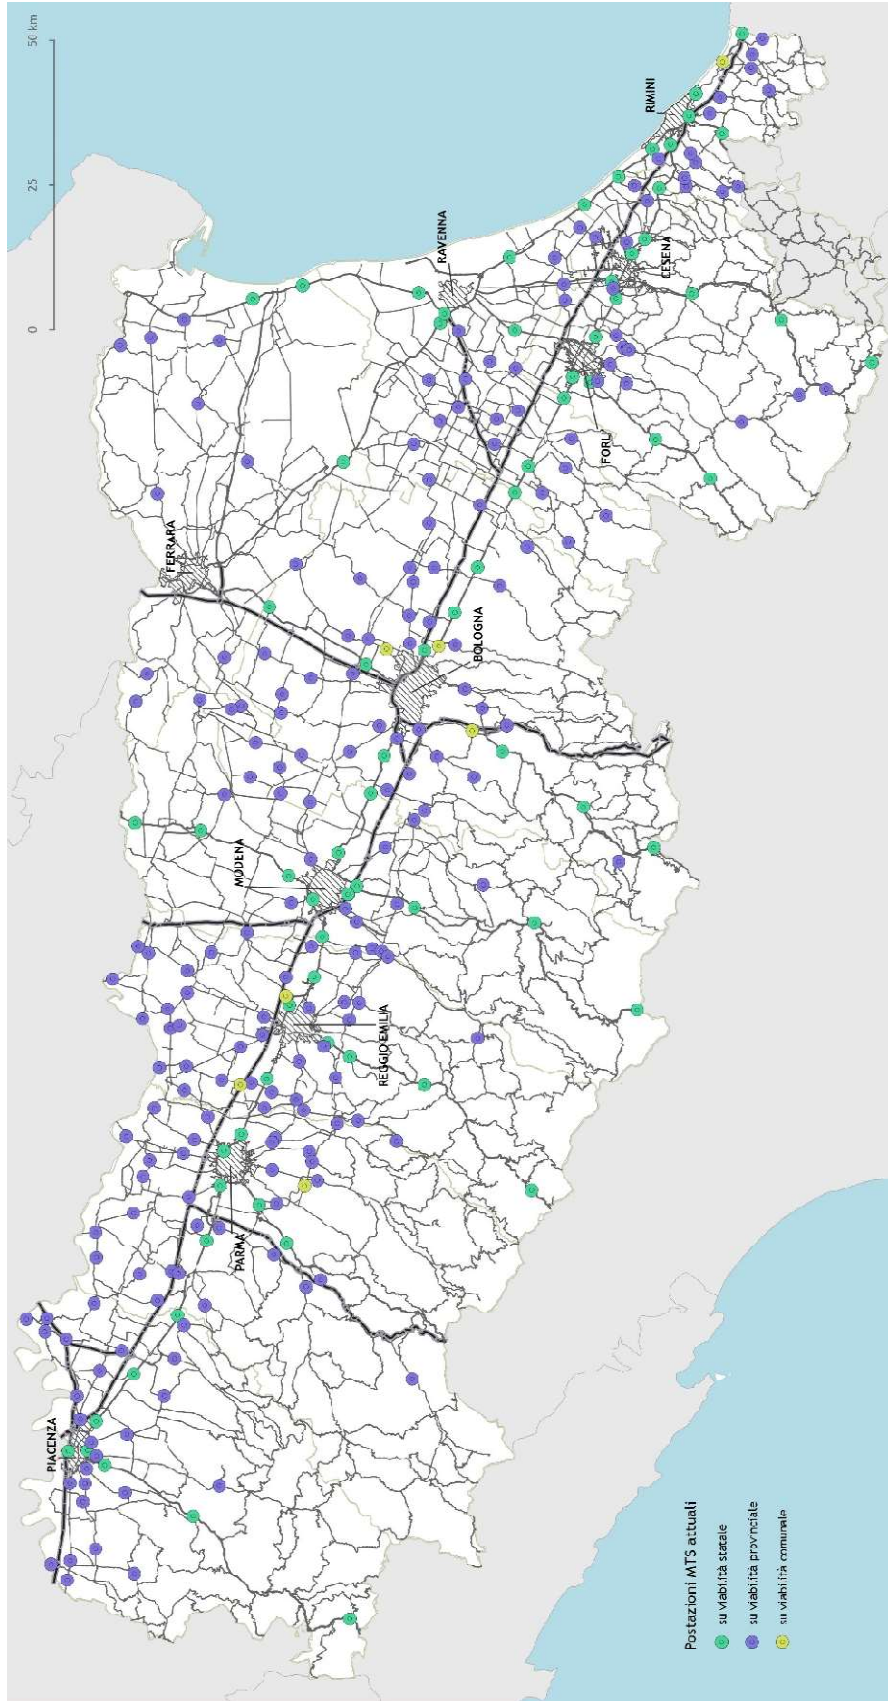 PIACENZA
PARMA
REGGIO EMILIA
MODENA
BOLOGNA
FERRARA
RAVENNA
FORLÌ
CESENA
RIMINI
0 25 50 km
Postazioni MTS attuali
su viabilità statale
su viabilità provinciale
su viabilità comunale